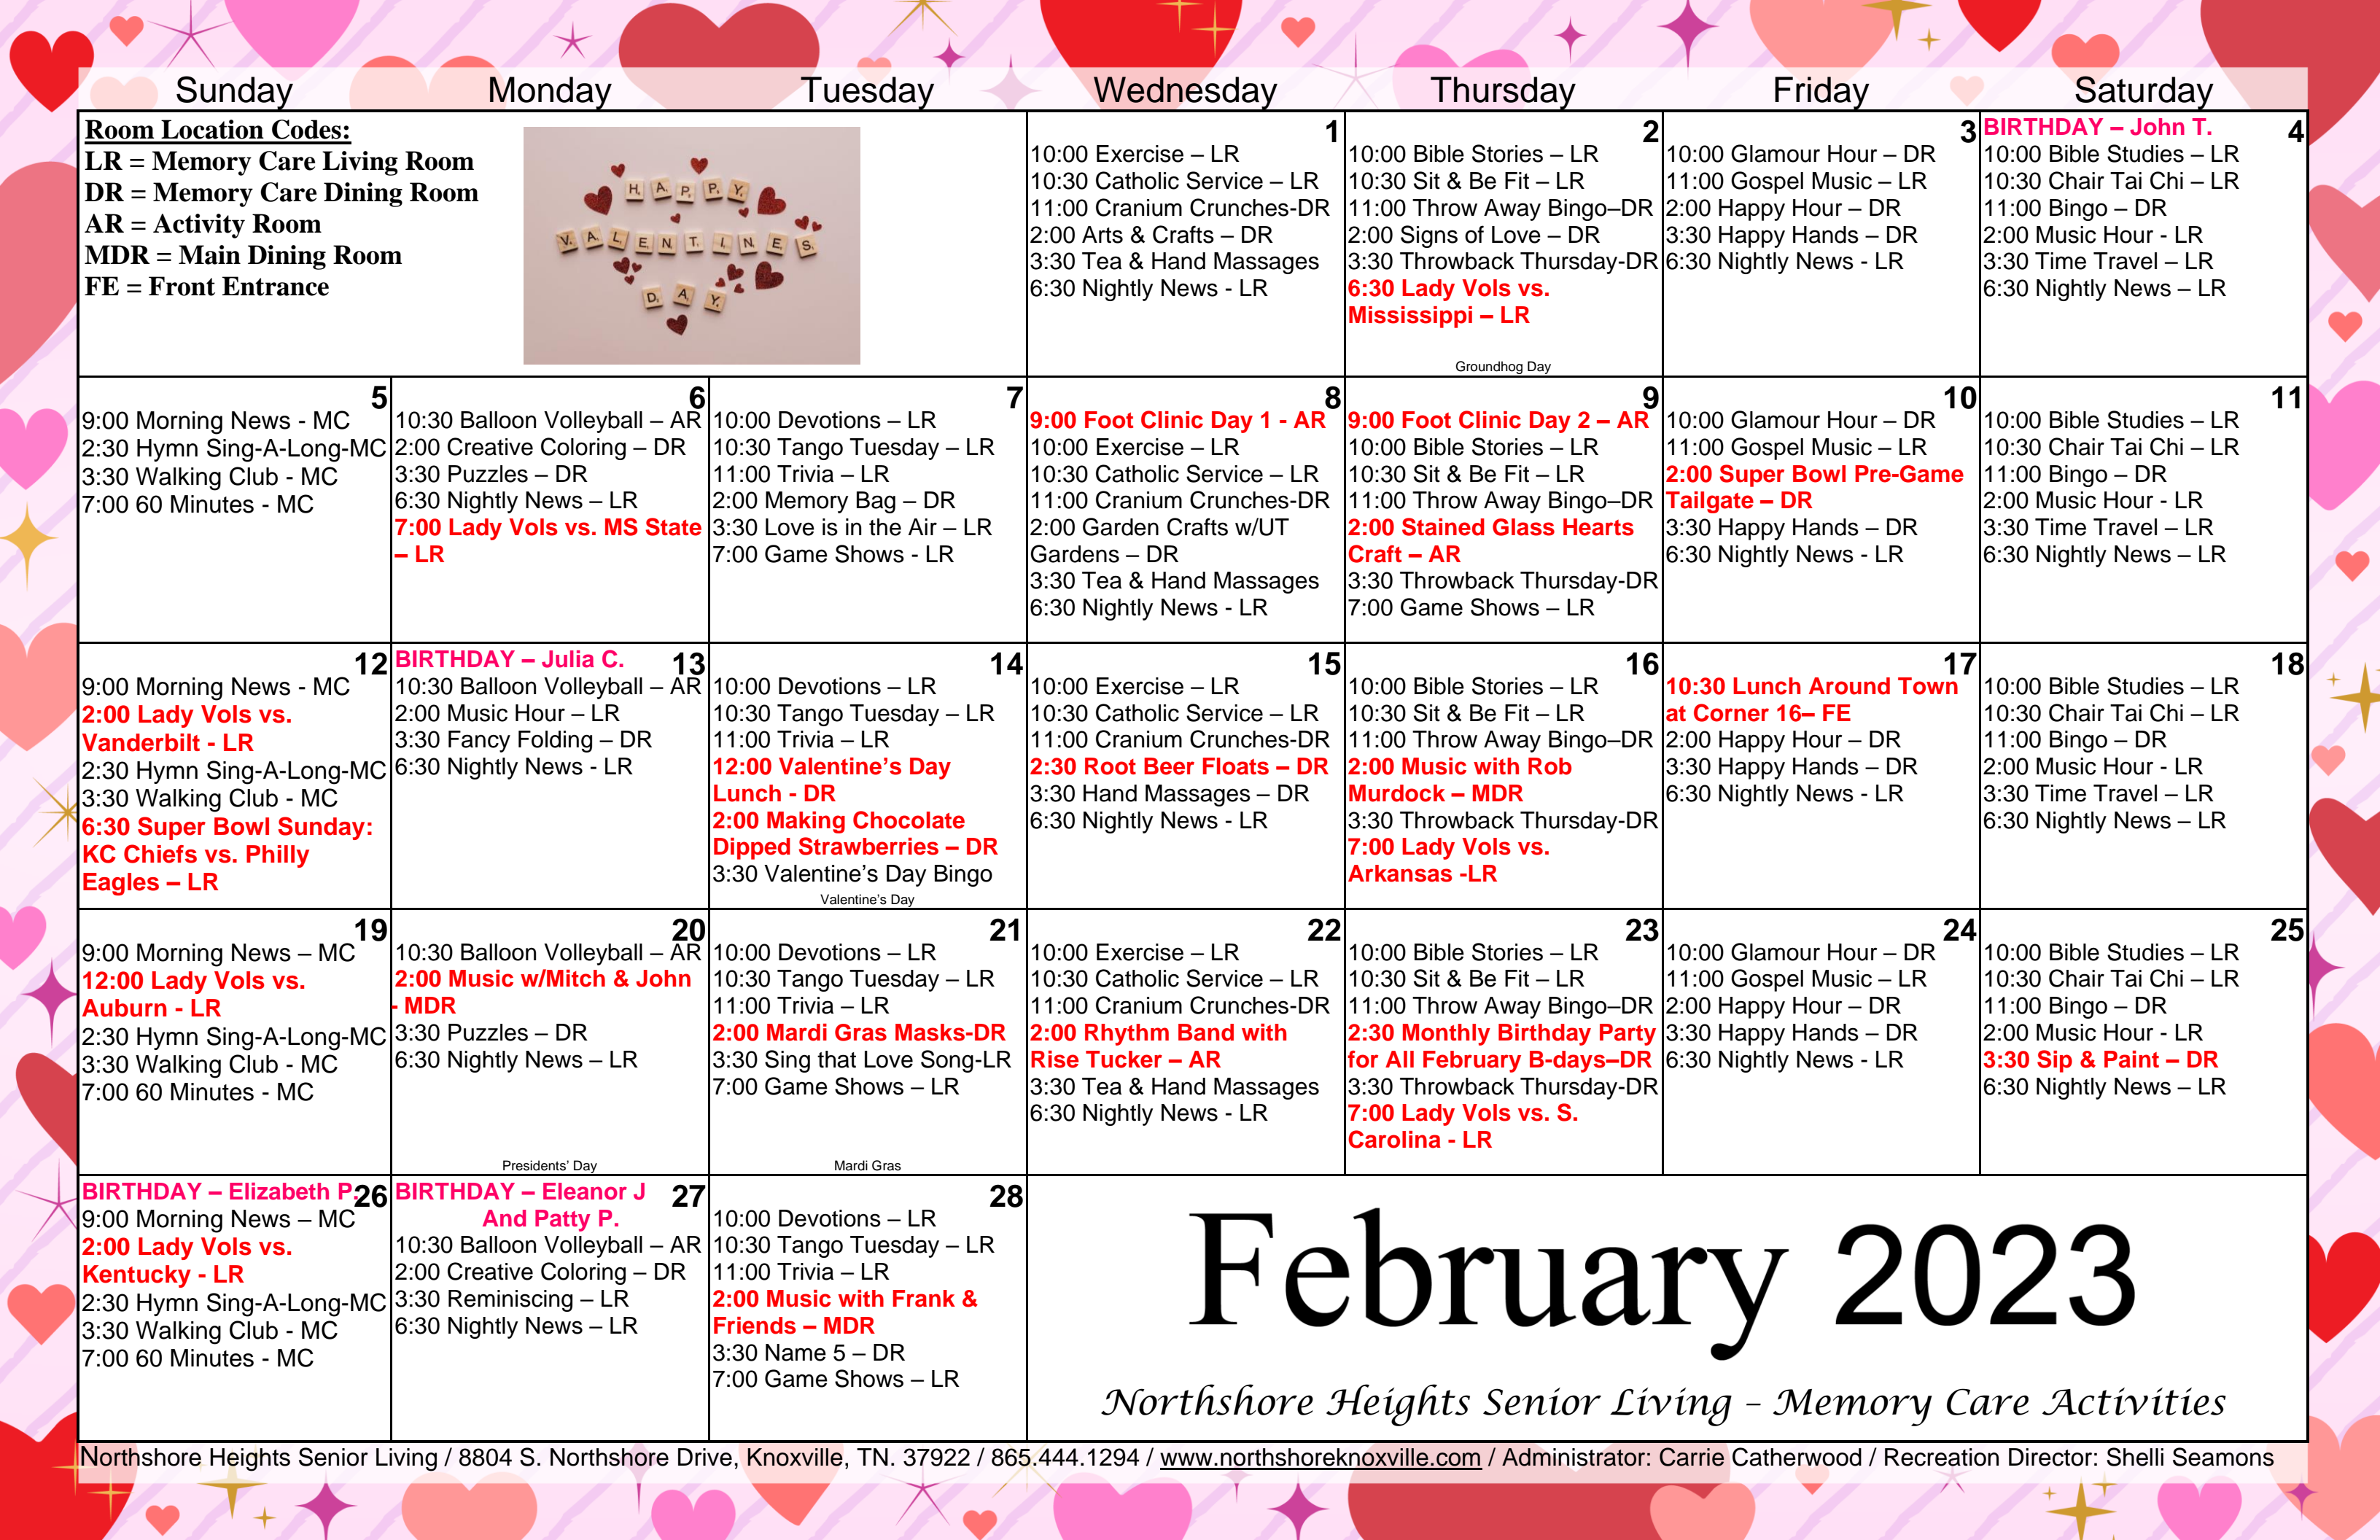 Sunday Monday Tuesday Wednesday Thursday Friday Saturday
Room Location Codes:
LR = Memory Care Living Room
DR = Memory Care Dining Room
AR = Activity Room
MDR = Main Dining Room
FE = Front Entrance
HAPPY
VALENTINES
DAY
1
10:00 Exercise – LR
10:30 Catholic Service – LR
11:00 Cranium Crunches-DR
2:00 Arts & Crafts – DR
3:30 Tea & Hand Massages
6:30 Nightly News - LR
2
10:00 Bible Stories – LR
10:30 Sit & Be Fit – LR
11:00 Throw Away Bingo–DR
2:00 Signs of Love – DR
3:30 Throwback Thursday-DR
6:30 Lady Vols vs.
Mississippi – LR
Groundhog Day
3
10:00 Glamour Hour – DR
11:00 Gospel Music – LR
2:00 Happy Hour – DR
3:30 Happy Hands – DR
6:30 Nightly News - LR
BIRTHDAY – John T. 4
10:00 Bible Studies – LR
10:30 Chair Tai Chi – LR
11:00 Bingo – DR
2:00 Music Hour - LR
3:30 Time Travel – LR
6:30 Nightly News – LR
5
9:00 Morning News - MC
2:30 Hymn Sing-A-Long-MC
3:30 Walking Club - MC
7:00 60 Minutes - MC
6
10:30 Balloon Volleyball – AR
2:00 Creative Coloring – DR
3:30 Puzzles – DR
6:30 Nightly News – LR
7:00 Lady Vols vs. MS State
– LR
7
10:00 Devotions – LR
10:30 Tango Tuesday – LR
11:00 Trivia – LR
2:00 Memory Bag – DR
3:30 Love is in the Air – LR
7:00 Game Shows - LR
8
9:00 Foot Clinic Day 1 - AR
10:00 Exercise – LR
10:30 Catholic Service – LR
11:00 Cranium Crunches-DR
2:00 Garden Crafts w/UT
Gardens – DR
3:30 Tea & Hand Massages
6:30 Nightly News - LR
9
9:00 Foot Clinic Day 2 – AR
10:00 Bible Stories – LR
10:30 Sit & Be Fit – LR
11:00 Throw Away Bingo–DR
2:00 Stained Glass Hearts
Craft – AR
3:30 Throwback Thursday-DR
7:00 Game Shows – LR
10
10:00 Glamour Hour – DR
11:00 Gospel Music – LR
2:00 Super Bowl Pre-Game
Tailgate – DR
3:30 Happy Hands – DR
6:30 Nightly News - LR
11
10:00 Bible Studies – LR
10:30 Chair Tai Chi – LR
11:00 Bingo – DR
2:00 Music Hour - LR
3:30 Time Travel – LR
6:30 Nightly News – LR
12
9:00 Morning News - MC
2:00 Lady Vols vs.
Vanderbilt - LR
2:30 Hymn Sing-A-Long-MC
3:30 Walking Club - MC
6:30 Super Bowl Sunday:
KC Chiefs vs. Philly
Eagles – LR
BIRTHDAY – Julia C. 13
10:30 Balloon Volleyball – AR
2:00 Music Hour – LR
3:30 Fancy Folding – DR
6:30 Nightly News - LR
14
10:00 Devotions – LR
10:30 Tango Tuesday – LR
11:00 Trivia – LR
12:00 Valentine’s Day
Lunch - DR
2:00 Making Chocolate
Dipped Strawberries – DR
3:30 Valentine’s Day Bingo
Valentine’s Day
15
10:00 Exercise – LR
10:30 Catholic Service – LR
11:00 Cranium Crunches-DR
2:30 Root Beer Floats – DR
3:30 Hand Massages – DR
6:30 Nightly News - LR
16
10:00 Bible Stories – LR
10:30 Sit & Be Fit – LR
11:00 Throw Away Bingo–DR
2:00 Music with Rob
Murdock – MDR
3:30 Throwback Thursday-DR
7:00 Lady Vols vs.
Arkansas -LR
17
10:30 Lunch Around Town
at Corner 16– FE
2:00 Happy Hour – DR
3:30 Happy Hands – DR
6:30 Nightly News - LR
18
10:00 Bible Studies – LR
10:30 Chair Tai Chi – LR
11:00 Bingo – DR
2:00 Music Hour - LR
3:30 Time Travel – LR
6:30 Nightly News – LR
19
9:00 Morning News – MC
12:00 Lady Vols vs.
Auburn - LR
2:30 Hymn Sing-A-Long-MC
3:30 Walking Club - MC
7:00 60 Minutes - MC
20
10:30 Balloon Volleyball – AR
2:00 Music w/Mitch & John
- MDR
3:30 Puzzles – DR
6:30 Nightly News – LR
Presidents’ Day
21
10:00 Devotions – LR
10:30 Tango Tuesday – LR
11:00 Trivia – LR
2:00 Mardi Gras Masks-DR
3:30 Sing that Love Song-LR
7:00 Game Shows – LR
Mardi Gras
22
10:00 Exercise – LR
10:30 Catholic Service – LR
11:00 Cranium Crunches-DR
2:00 Rhythm Band with
Rise Tucker – AR
3:30 Tea & Hand Massages
6:30 Nightly News - LR
23
10:00 Bible Stories – LR
10:30 Sit & Be Fit – LR
11:00 Throw Away Bingo–DR
2:30 Monthly Birthday Party
for All February B-days–DR
3:30 Throwback Thursday-DR
7:00 Lady Vols vs. S.
Carolina - LR
24
10:00 Glamour Hour – DR
11:00 Gospel Music – LR
2:00 Happy Hour – DR
3:30 Happy Hands – DR
6:30 Nightly News - LR
25
10:00 Bible Studies – LR
10:30 Chair Tai Chi – LR
11:00 Bingo – DR
2:00 Music Hour - LR
3:30 Sip & Paint – DR
6:30 Nightly News – LR
BIRTHDAY – Elizabeth P. 26
9:00 Morning News – MC
2:00 Lady Vols vs.
Kentucky - LR
2:30 Hymn Sing-A-Long-MC
3:30 Walking Club - MC
7:00 60 Minutes - MC
BIRTHDAY – Eleanor J 27
And Patty P.
10:30 Balloon Volleyball – AR
2:00 Creative Coloring – DR
3:30 Reminiscing – LR
6:30 Nightly News – LR
28
10:00 Devotions – LR
10:30 Tango Tuesday – LR
11:00 Trivia – LR
2:00 Music with Frank &
Friends – MDR
3:30 Name 5 – DR
7:00 Game Shows – LR
February 2023
Northshore Heights Senior Living – Memory Care Activities
Northshore Heights Senior Living / 8804 S. Northshore Drive, Knoxville, TN. 37922 / 865.444.1294 / www.northshoreknoxville.com / Administrator: Carrie Catherwood / Recreation Director: Shelli Seamons